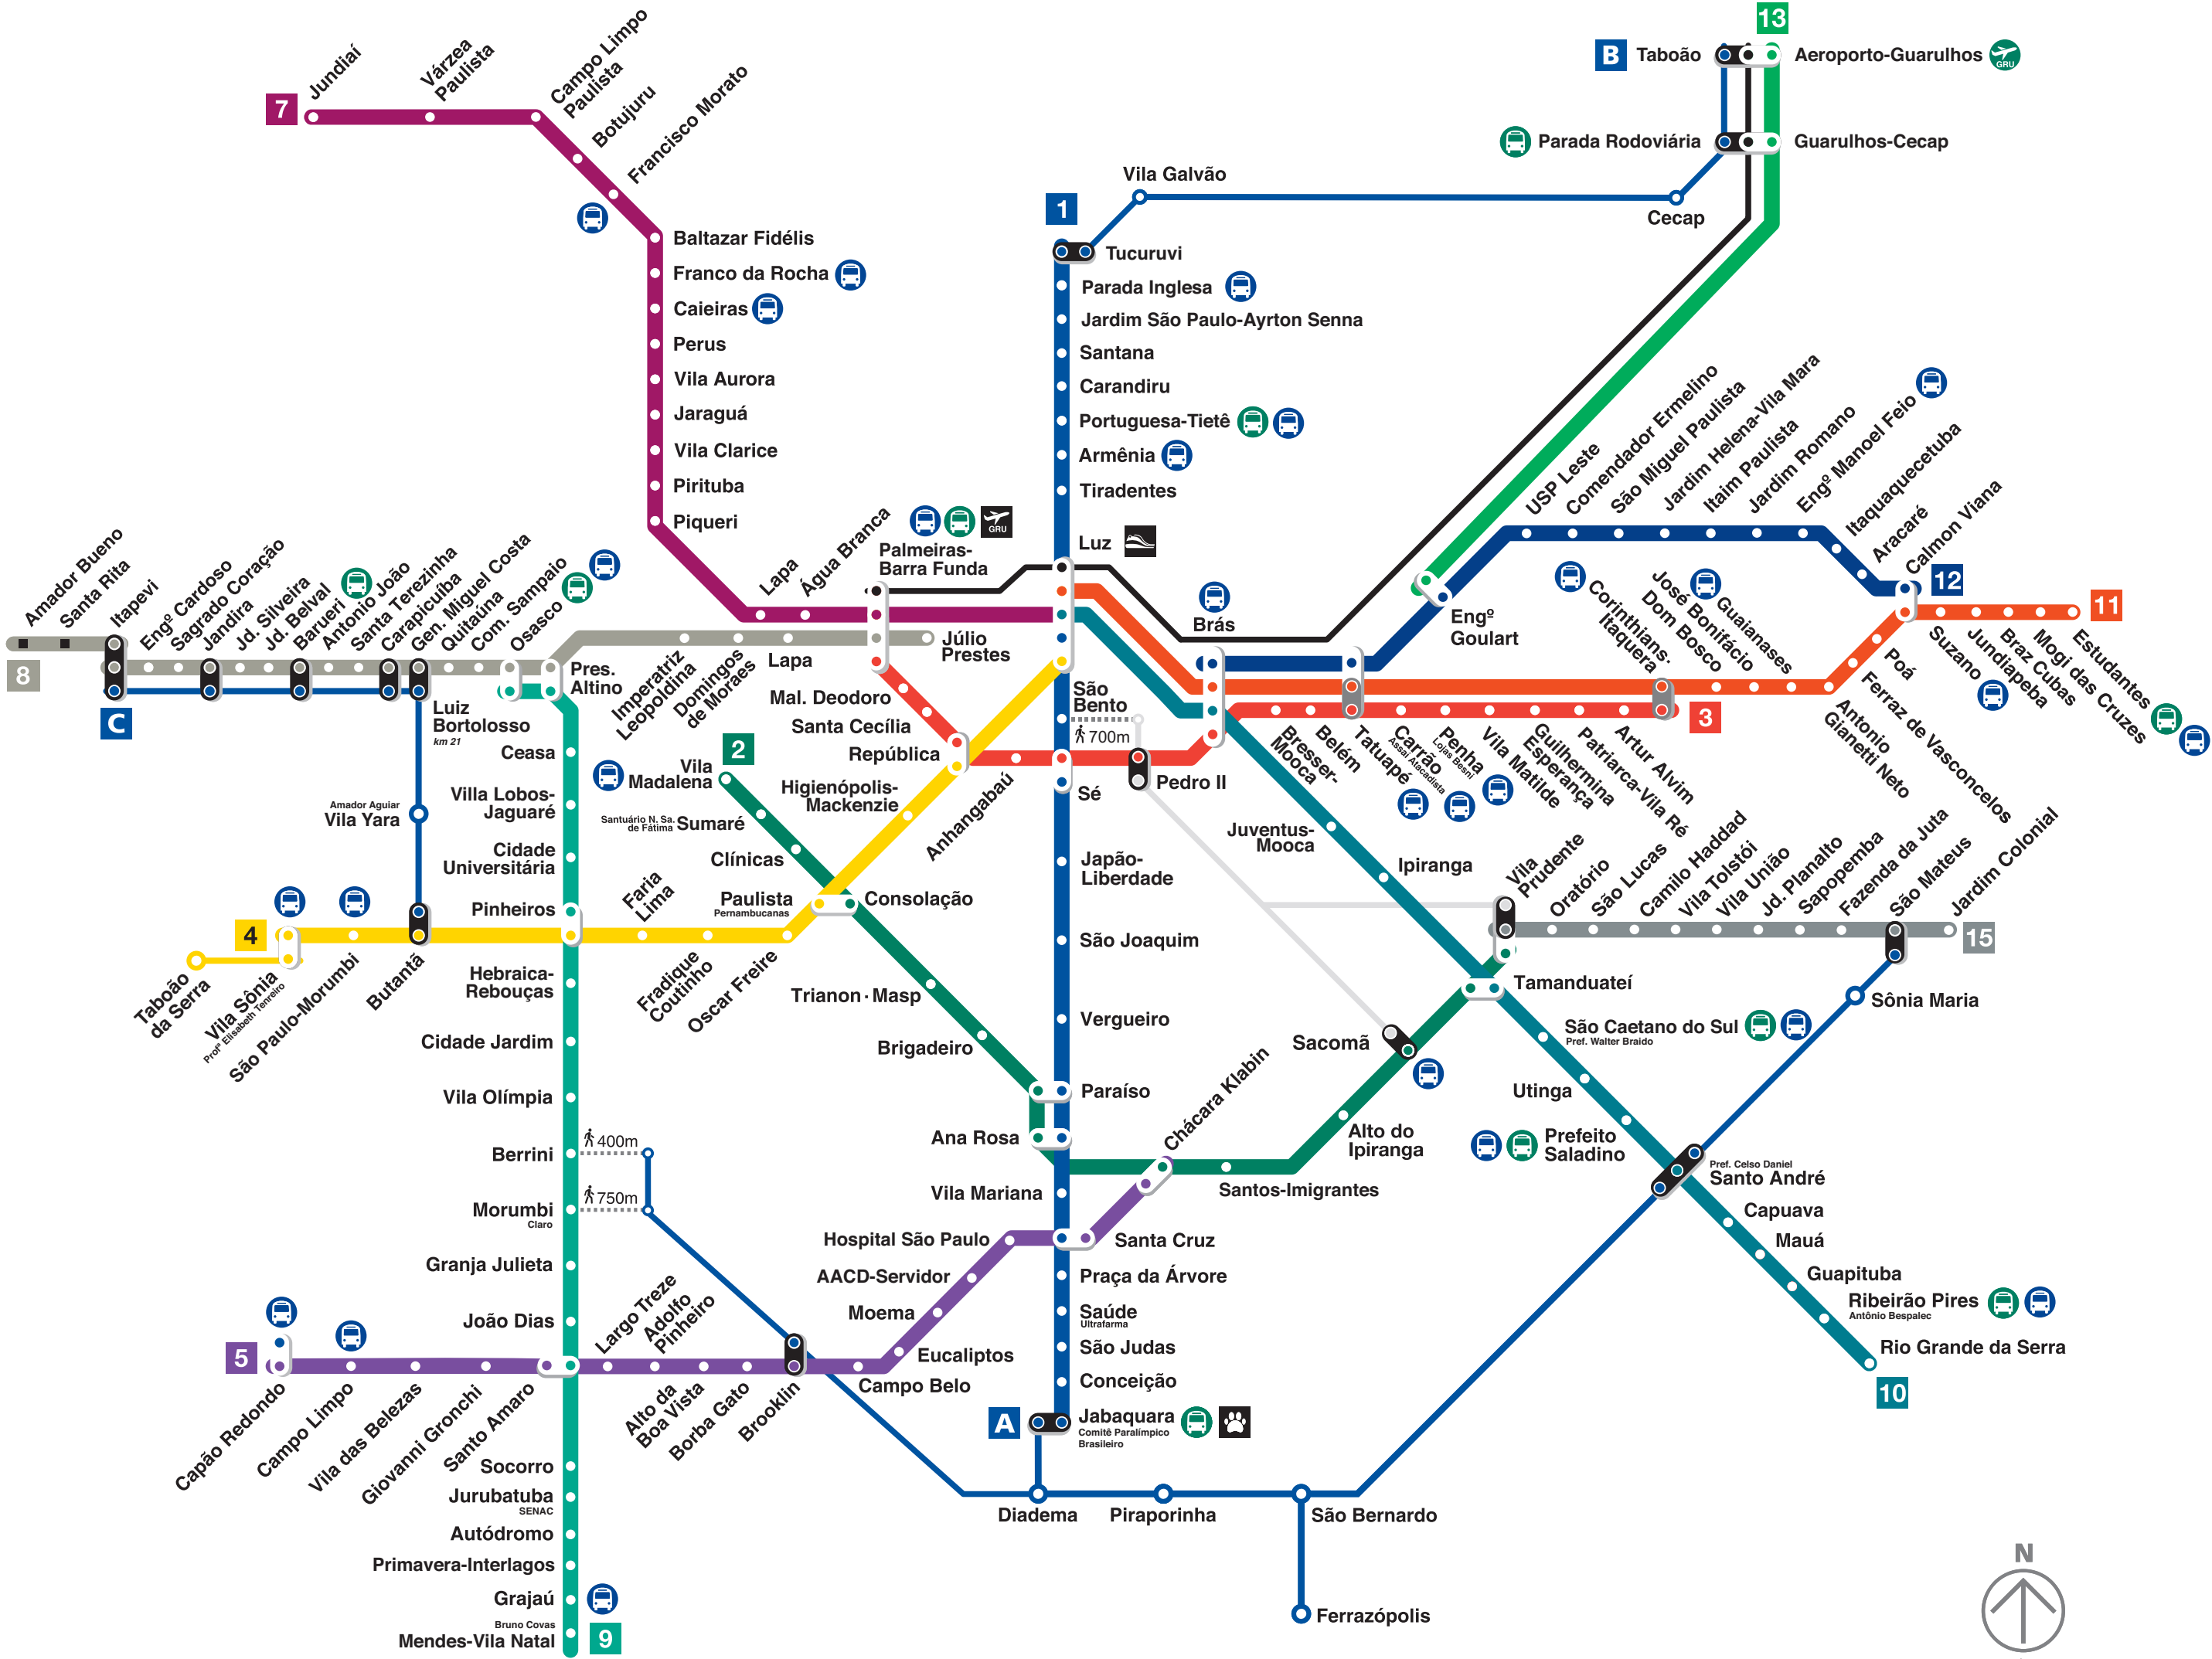 13
B
Taboão
Aeroporto-Guarulhos
GRU
Parada Rodoviária
Guarulhos-Cecap
7
Jundiaí
Várzea
Paulista
Campo Limpo
Paulista
Botujuru
Francisco Morato
Baltazar Fidélis
Franco da Rocha
Caieiras
Perus
Vila Aurora
Jaraguá
Vila Clarice
Pirituba
Piqueri
Lapa
Água Branca
GRU
Palmeiras-
Barra Funda
Vila Galvão
Cecap
1
Tucuruvi
Parada Inglesa
Jardim São Paulo-Ayrton Senna
Santana
Carandiru
Portuguesa-Tietê
Armênia
Tiradentes
Luz
Brás
Engº
Goulart
USP Leste
Comendador Ermelino
São Miguel Paulista
Jardim Helena-Vila Mara
Itaim Paulista
Jardim Romano
Engº Manoel Feio
Itaquaquecetuba
Aracaré
Calmon Viana
12
11
Amador Bueno
Santa Rita
Itapevi
Engº Cardoso
Sagrado Coração
Jandira
Jd. Silveira
Jd. Belval
Barueri
Antonio João
Santa Terezinha
Carapicuíba
Gen. Miguel Costa
Quitaúna
Com. Sampaio
Osasco
8
C
Pres.
Altino
Imperatriz
Leopoldina
Domingos
de Moraes
Lapa
Júlio
Prestes
Luiz
Bortolosso
km 21
Amador Aguiar
Vila Yara
Mal. Deodoro
Santa Cecília
República
Higienópolis-
Mackenzie
Anhangabaú
São
Bento
700m
Sé
Pedro II
Corinthians.
Itaquera
José Bonifácio
Dom Bosco
Guaianases
Antonio
Gianetti Neto
Ferraz de Vasconcelos
Poá
Suzano
Jundiapeba
Braz Cubas
Mogi das Cruzes
Estudantes
3
Bresser-
Mooca
Belém
Tatuapé
Carrão
Assaí Atacadista
Penha
Lojas Besni
Vila Matilde
Guilhermina
Esperança
Patriarca-Vila Ré
Artur Alvim
2
Vila
Madalena
Santuário N. Sa.
de Fátima
Sumaré
Clínicas
Paulista
Pernambucanas
Consolação
Trianon·Masp
Brigadeiro
Paraíso
Ana Rosa
Ceasa
Villa Lobos-
Jaguaré
Cidade
Universitária
Pinheiros
Hebraica-
Rebouças
Cidade Jardim
Vila Olímpia
Berrini
400m
Morumbi
Claro
750m
Granja Julieta
João Dias
4
Taboão
da Serra
Vila Sônia
Profª Elisabeth Tenreiro
São Paulo-Morumbi
Butantã
Faria
Lima
Fradique
Coutinho
Oscar Freire
Japão-
Liberdade
São Joaquim
Vergueiro
Vila Mariana
Santa Cruz
Praça da Árvore
Saúde
Ultrafarma
São Judas
Conceição
Jabaquara
Comitê Paralímpico
Brasileiro
A
Juventus-
Mooca
Ipiranga
Vila
Prudente
Oratório
São Lucas
Camilo Haddad
Vila Tolstói
Vila União
Jd. Planalto
Sapopemba
Fazenda da Juta
São Mateus
Jardim Colonial
15
Tamanduateí
Sacomã
Alto do
Ipiranga
Santos-Imigrantes
Chácara Klabin
São Caetano do Sul
Pref. Walter Braido
Utinga
Prefeito
Saladino
Pref. Celso Daniel
Santo André
Capuava
Mauá
Guapituba
Ribeirão Pires
Antônio Bespalec
Rio Grande da Serra
10
Sônia Maria
Hospital São Paulo
AACD-Servidor
Moema
Eucaliptos
Campo Belo
5
Capão Redondo
Campo Limpo
Vila das Belezas
Giovanni Gronchi
Santo Amaro
Largo Treze
Adolfo
Pinheiro
Alto da
Boa Vista
Borba Gato
Brooklin
Socorro
Jurubatuba
SENAC
Autódromo
Primavera-Interlagos
Grajaú
Bruno Covas
Mendes-Vila Natal
9
Diadema
Piraporinha
São Bernardo
Ferrazópolis
N